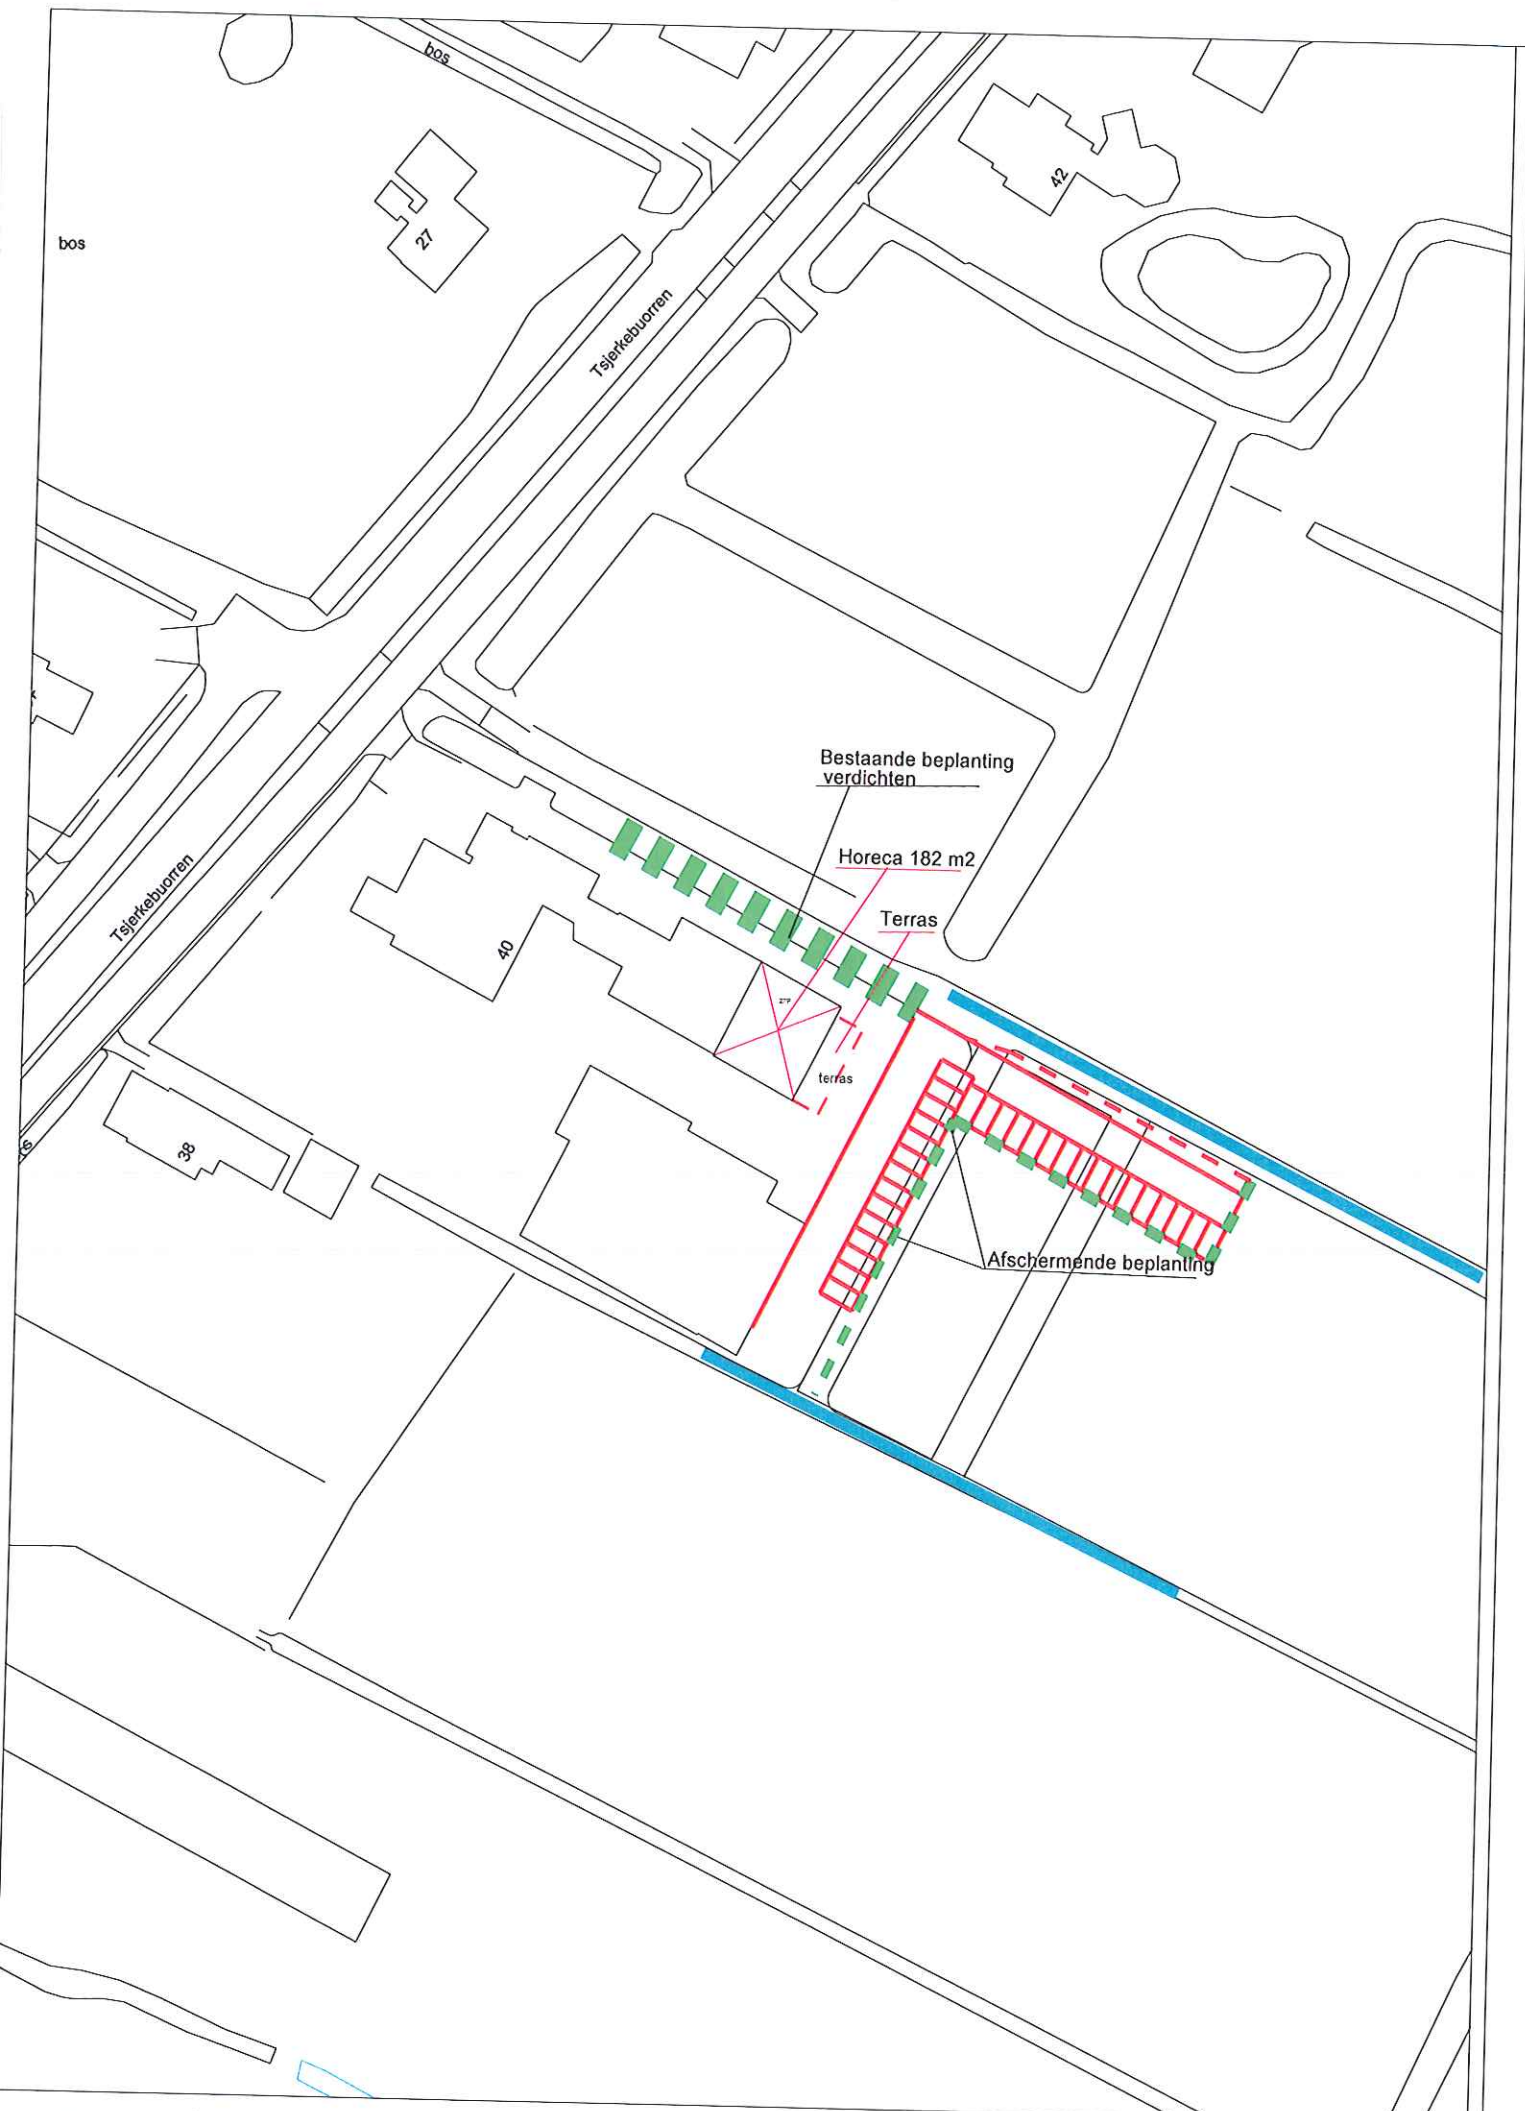 bos
42
27
bos
Tsjerkebuorren
Bestaande beplanting
verdichten
Horeca 182 m2
Tsjerkebuorren
Terras
40
terras
38
Afschermende beplanting